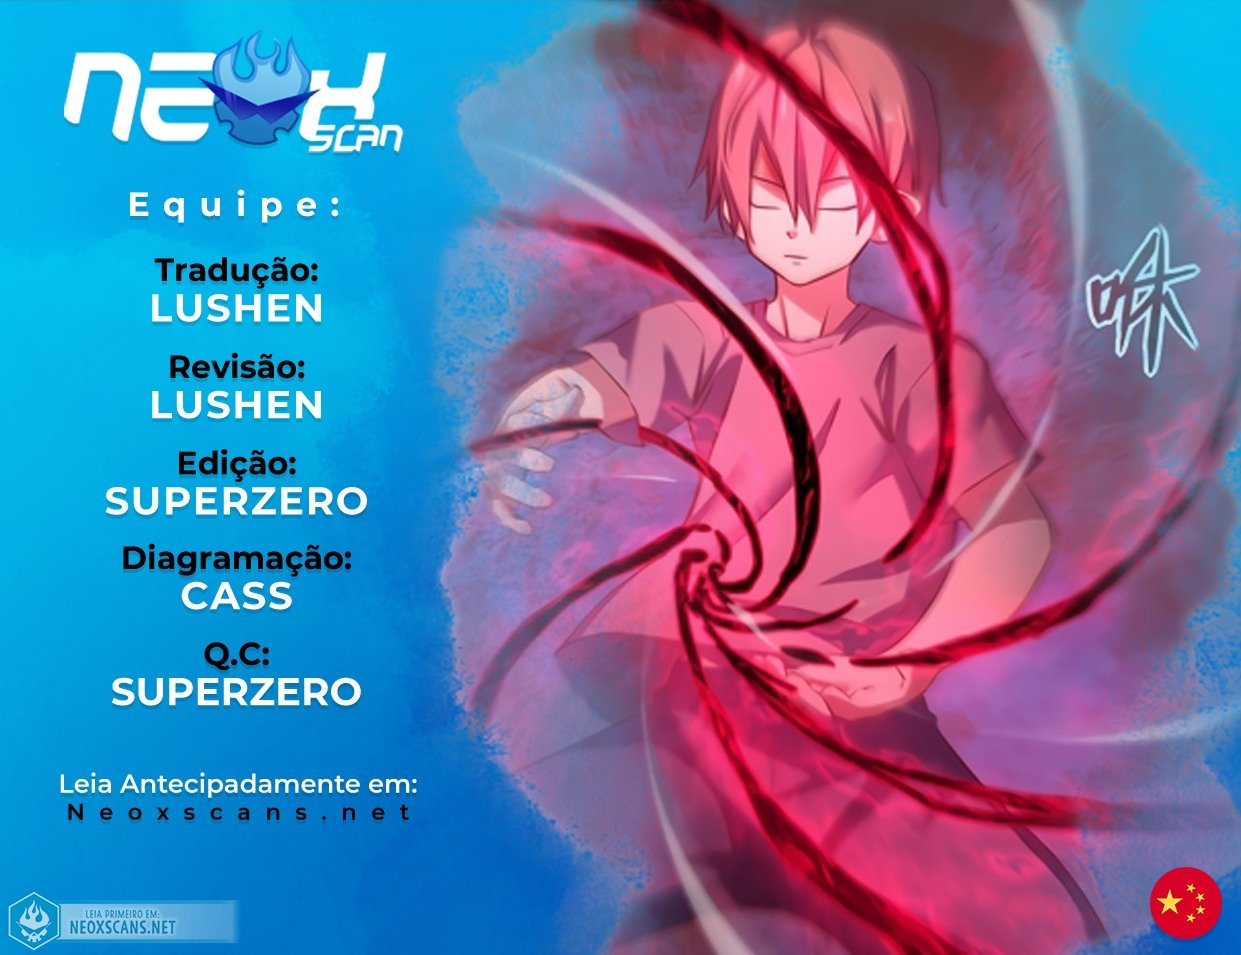 NEOX
SCAN
Equipe:
Tradução:
LUSHEN
Revisão:
LUSHEN
Edição:
SUPERZERO
Diagramação:
CASS
Q.C:
SUPERZERO
Leia Antecipadamente em:
Neoxscans.net
LEIA PRIMEIRO EM:
NEOXSCANS.NET